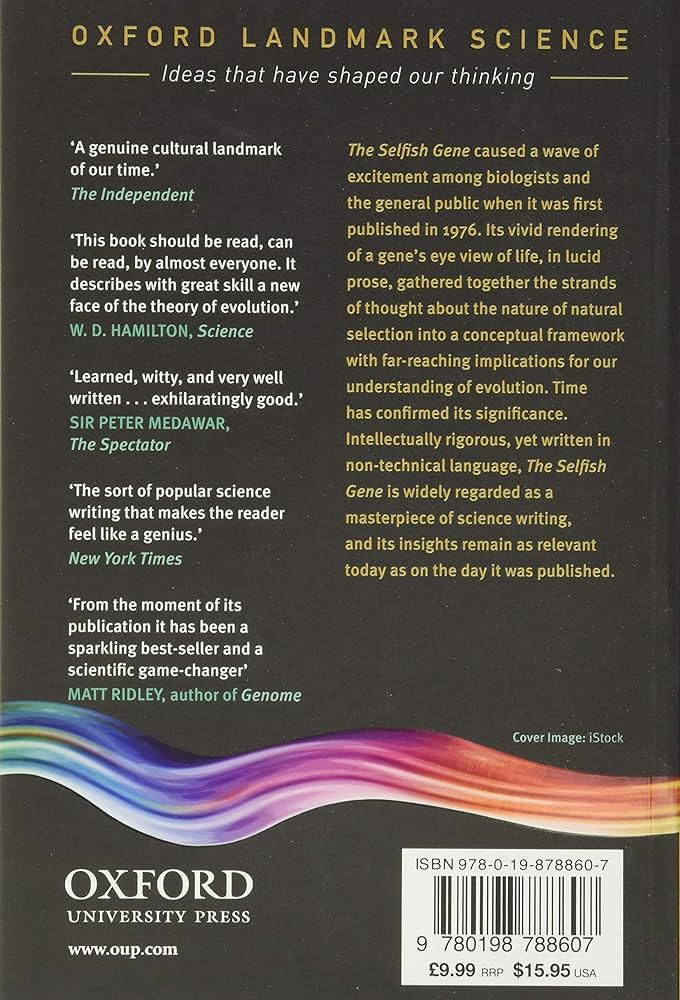 OXFORD LANDMARK SCIENCE
Ideas that have shaped our thinking
‘A genuine cultural landmark
of our time.’
The Independent
‘This book should be read, can
be read, by almost everyone. It
describes with great skill a new
face of the theory of evolution.’
W. D. HAMILTON, Science
‘Learned, witty, and very well
written . . . exhilaratingly good.’
SIR PETER MEDAWAR,
The Spectator
‘The sort of popular science
writing that makes the reader
feel like a genius.’
New York Times
‘From the moment of its
publication it has been a
sparkling best-seller and a
scientific game-changer’
MATT RIDLEY, author of Genome
The Selfish Gene caused a wave of
excitement among biologists and
the general public when it was first
published in 1976. Its vivid rendering
of a gene’s eye view of life, in lucid
prose, gathered together the strands
of thought about the nature of natural
selection into a conceptual framework
with far-reaching implications for our
understanding of evolution. Time
has confirmed its significance.
Intellectually rigorous, yet written in
non-technical language, The Selfish
Gene is widely regarded as a
masterpiece of science writing,
and its insights remain as relevant
today as on the day it was published.
Cover Image: iStock
OXFORD
UNIVERSITY PRESS
www.oup.com
ISBN 978-0-19-878860-7
9 780198 788607
£9.99 RRP $15.95 USA